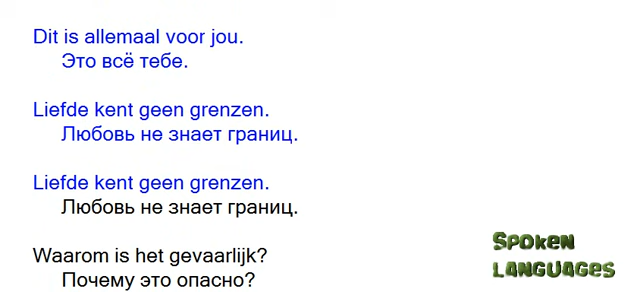 Dit is allemaal voor jou.
Это всё тебе.
Liefde kent geen grenzen.
Любовь не знает границ.
Liefde kent geen grenzen.
Любовь не знает границ.
Waarom is het gevaarlijk?
Почему это опасно?
Spoken
Languages